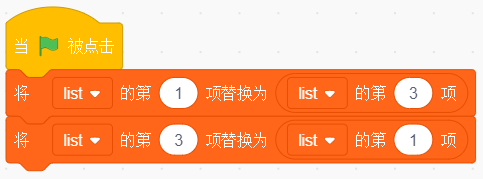 当 被点击
将 list 的第 1 项替换为 list 的第 3 项
将 list 的第 3 项替换为 list 的第 1 项